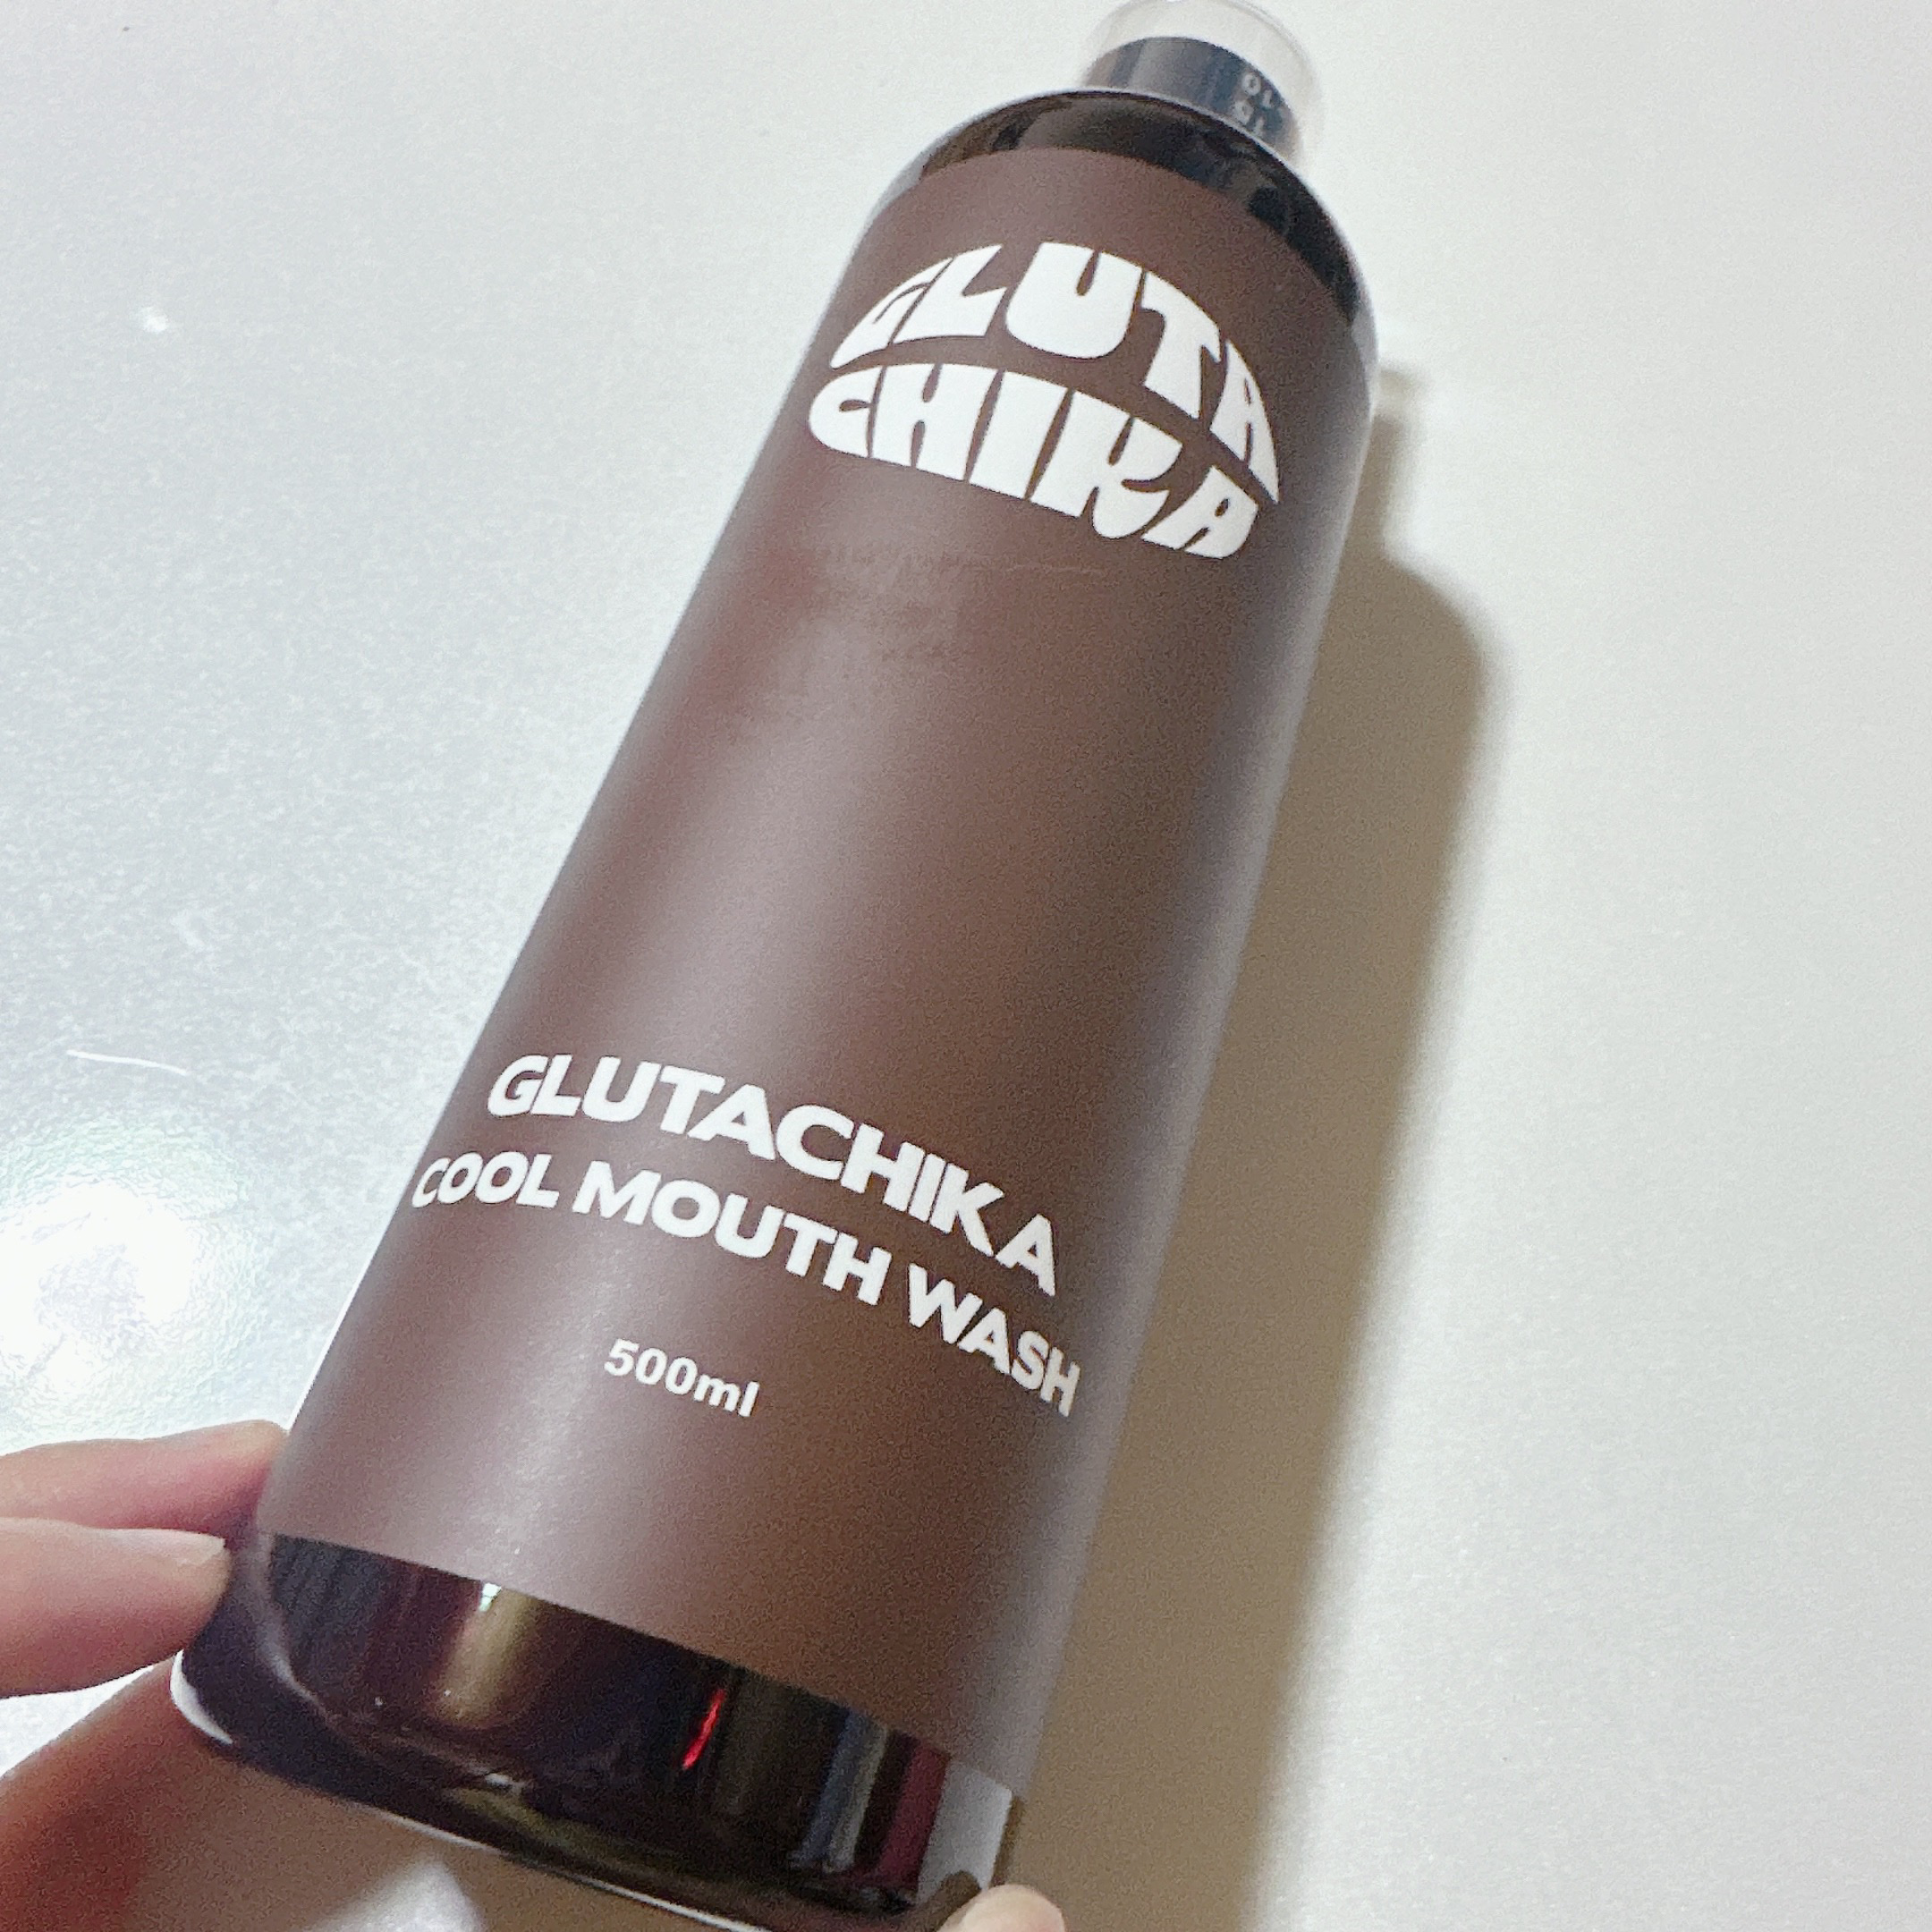 GLUTA
CHIKA
GLUTACHIKA
COOL MOUTH WASH
500ml